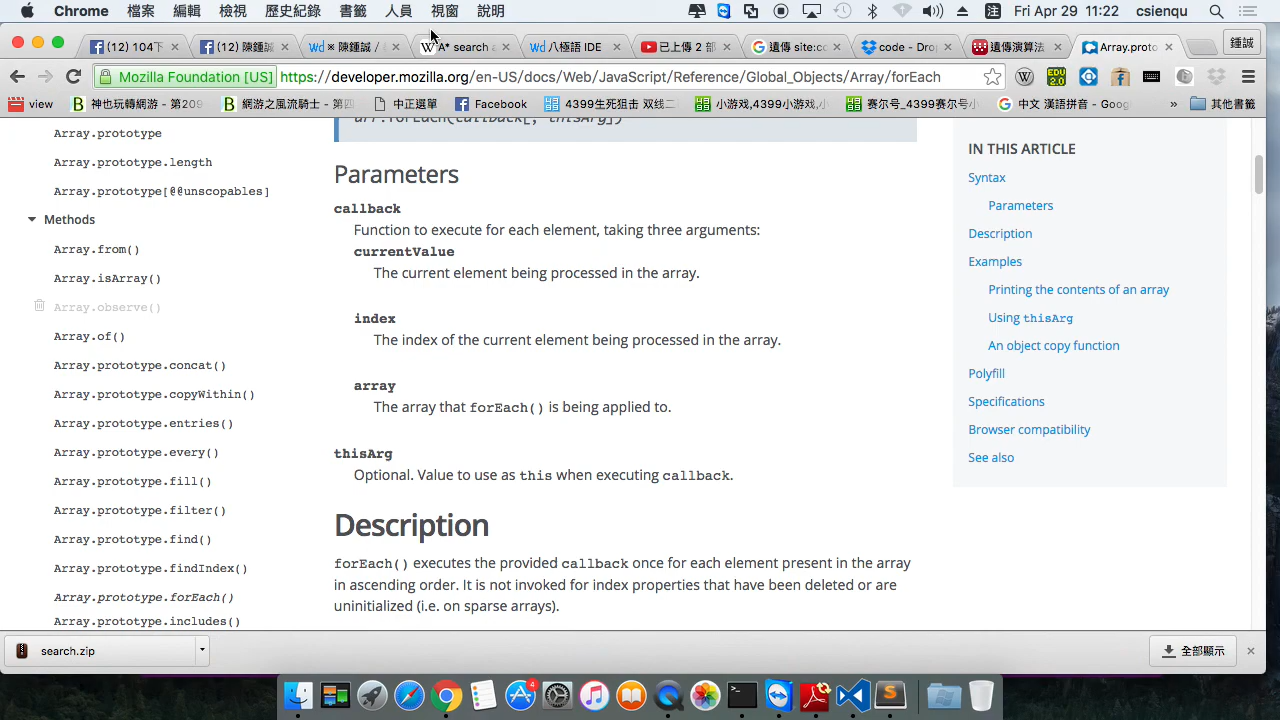 Chrome 檔案 編輯 檢視 歷史紀錄 書籤 人員 視窗 說明 注 Fri Apr 29 11:22 csienqu
(12) 104下 (12) 陳鍾誠 ※ 陳鍾誠 / A* search a 八極語 IDE 已上傳 2 部 遺傳 site:co code - Drop 遺傳演算法 Array.proto 鍾誠
Mozilla Foundation [US] https://developer.mozilla.org/en-US/docs/Web/JavaScript/Reference/Global_Objects/Array/forEach
view 神也玩轉網游 - 第209 網游之風流騎士 - 第四 中正選單 Facebook 4399生死狙击 双线二 小游戏,4399小游戏,小 赛尔号_4399赛尔号小 中文 漢語拼音 - Goog » 其他書籤
arr.forEach(callback[, thisArg])
Array.prototype
Array.prototype.length
Array.prototype[@@unscopables]
Methods
Array.from()
Array.isArray()
Array.observe()
Array.of()
Array.prototype.concat()
Array.prototype.copyWithin()
Array.prototype.entries()
Array.prototype.every()
Array.prototype.fill()
Array.prototype.filter()
Array.prototype.find()
Array.prototype.findIndex()
Array.prototype.forEach()
Array.prototype.includes()
Parameters
callback
Function to execute for each element, taking three arguments:
currentValue
The current element being processed in the array.
index
The index of the current element being processed in the array.
array
The array that forEach() is being applied to.
thisArg
Optional. Value to use as this when executing callback.
Description
forEach() executes the provided callback once for each element present in the array
in ascending order. It is not invoked for index properties that have been deleted or are
uninitialized (i.e. on sparse arrays).
IN THIS ARTICLE
Syntax
Parameters
Description
Examples
Printing the contents of an array
Using thisArg
An object copy function
Polyfill
Specifications
Browser compatibility
See also
search.zip
全部顯示
4